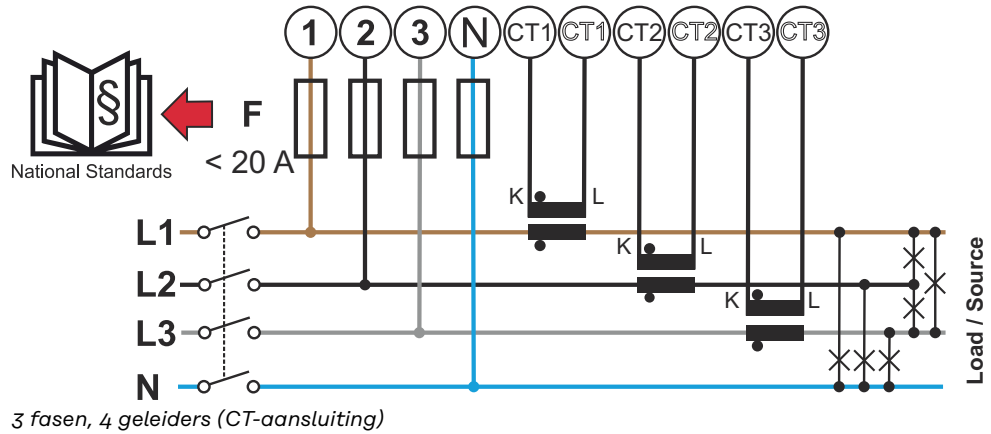 1 2 3 N CT1 CT1 CT2 CT2 CT3 CT3
§
F
National Standards
< 20 A
K L
L1
K L
L2
K L
L3
N
Load / Source
3 fasen, 4 geleiders (CT-aansluiting)